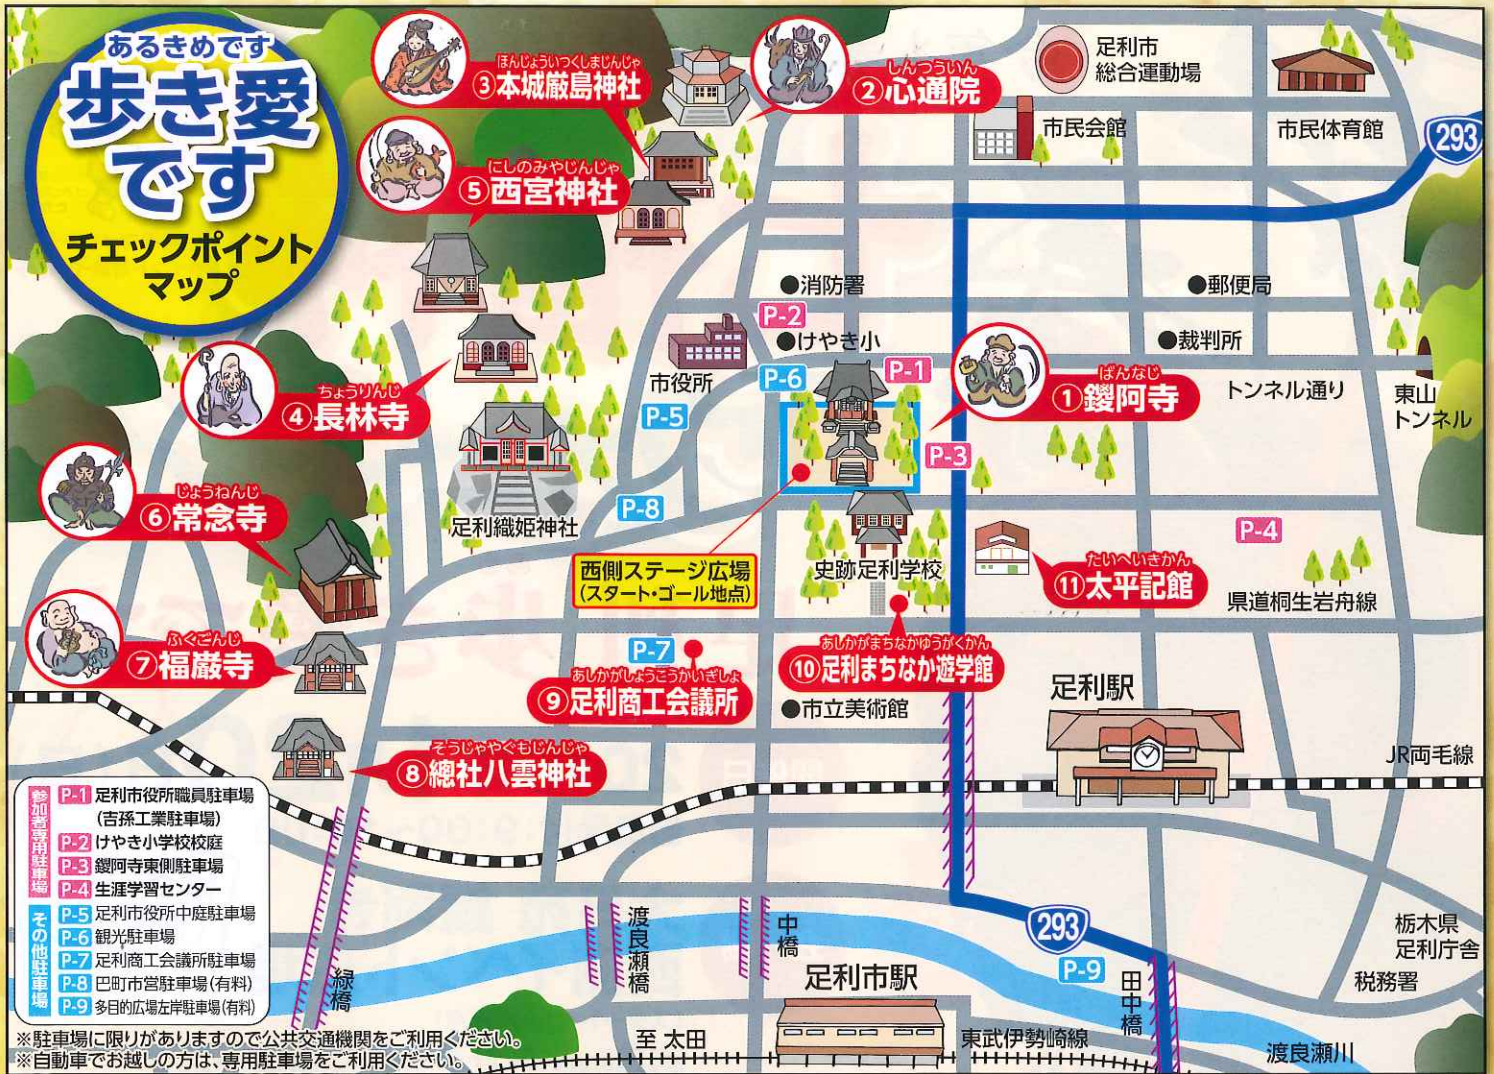 あるきめです
歩き愛
です
チェックポイント
マップ
ほんじょういつくしまじんじゃ
③本城厳島神社
しんつういん
②心通院
足利市
総合運動場
市民会館
市民体育館
293
にしのみやじんじゃ
⑤西宮神社
●消防署
●郵便局
P-2
●けやき小
●裁判所
市役所
P-6
P-1
ばんなじ
①鑁阿寺
トンネル通り
東山
トンネル
ちょうりんじ
④長林寺
P-5
P-3
じょうねんじ
⑥常念寺
足利織姫神社
P-8
P-4
西側ステージ広場
(スタート・ゴール地点)
史跡足利学校
たいへいきかん
⑪太平記館
県道桐生岩舟線
ふくごんじ
⑦福厳寺
P-7
あしかがしょうこうかいぎしょ
⑨足利商工会議所
あしかがまちなかゆうがくかん
⑩足利まちなか遊学館
●市立美術館
足利駅
JR両毛線
そうじゃやぐもじんじゃ
⑧總社八雲神社
参加者専用駐車場
P-1 足利市役所職員駐車場
(吉孫工業駐車場)
P-2 けやき小学校校庭
P-3 鑁阿寺東側駐車場
P-4 生涯学習センター
その他駐車場
P-5 足利市役所中庭駐車場
P-6 観光駐車場
P-7 足利商工会議所駐車場
P-8 巴町市営駐車場(有料)
P-9 多目的広場左岸駐車場(有料)
緑橋
渡良瀬橋
中橋
293
P-9
田中橋
栃木県
足利庁舎
税務署
足利市駅
至 太田
東武伊勢崎線
渡良瀬川
※駐車場に限りがありますので公共交通機関をご利用ください。
※自動車でお越しの方は、専用駐車場をご利用ください。